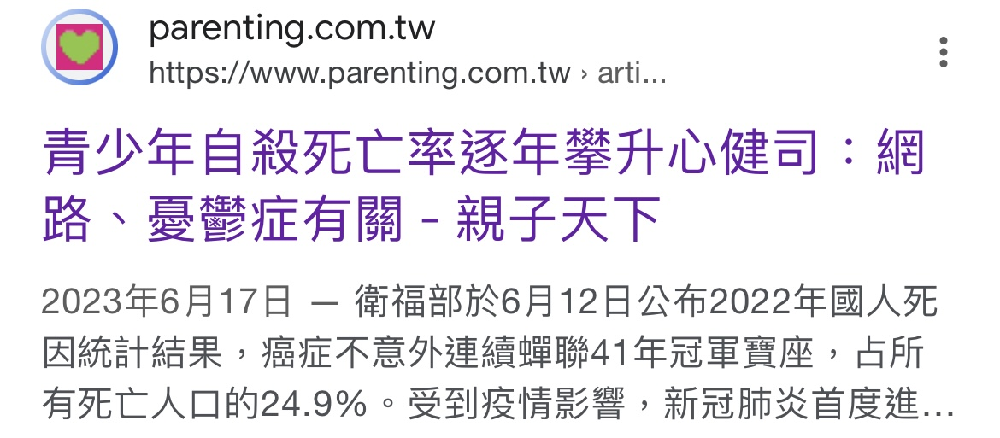 parenting.com.tw
https://www.parenting.com.tw › arti...
青少年自殺死亡率逐年攀升心健司：網
路、憂鬱症有關 - 親子天下
2023年6月17日 — 衛福部於6月12日公布2022年國人死
因統計結果，癌症不意外連續蟬聯41年冠軍寶座，占所
有死亡人口的24.9%。受到疫情影響，新冠肺炎首度進...